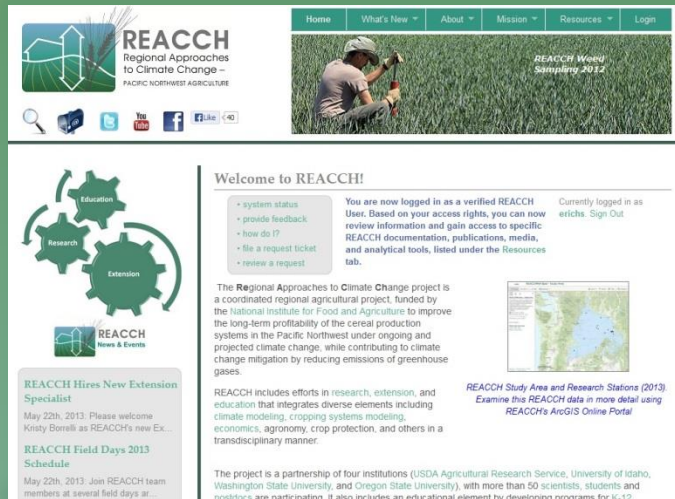 REACCH
Regional Approaches
to Climate Change –
PACIFIC NORTHWEST AGRICULTURE
Home What's New About Mission Resources Login
REACCH Weed
Sampling 2012
You
Tube
Like 40
Education
Research
Extension
REACCH
News & Events
REACCH Hires New Extension
Specialist
May 22th, 2013: Please welcome
Kristy Borrelli as REACCH's new Ex...
REACCH Field Days 2013
Schedule
May 22th, 2013: Join REACCH team
members at several field days ar...
Welcome to REACCH!
• system status
• provide feedback
• how do I?
• file a request ticket
• review a request
You are now logged in as a verified REACCH
User. Based on your access rights, you can now
review information and gain access to specific
REACCH documentation, publications, media,
and analytical tools, listed under the Resources
tab.
Currently logged in as
erichs. Sign Out
The Regional Approaches to Climate Change project is
a coordinated regional agricultural project, funded by
the National Institute for Food and Agriculture to improve
the long-term profitability of the cereal production
systems in the Pacific Northwest under ongoing and
projected climate change, while contributing to climate
change mitigation by reducing emissions of greenhouse
gases.
REACCH includes efforts in research, extension, and
education that integrates diverse elements including
climate modeling, cropping systems modeling,
economics, agronomy, crop protection, and others in a
transdisciplinary manner.
REACCH Study Area and Research Stations (2013).
Examine this REACCH data in more detail using
REACCH's ArcGIS Online Portal
The project is a partnership of four institutions (USDA Agricultural Research Service, University of Idaho,
Washington State University, and Oregon State University), with more than 50 scientists, students and
postdocs are participating. It also includes an educational element by developing programs for K-12